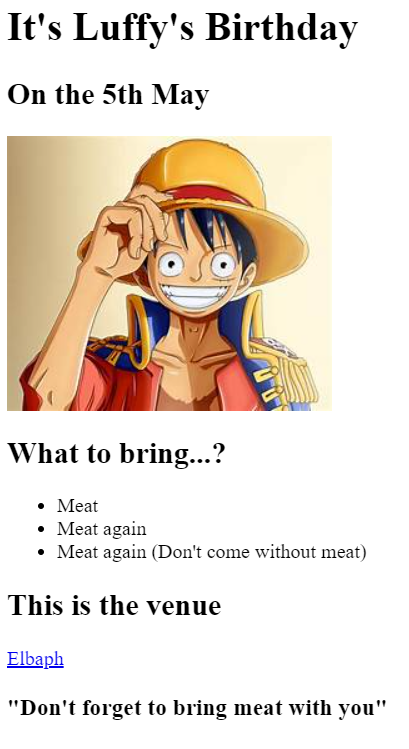 It's Luffy's Birthday
On the 5th May
What to bring...?
Meat
Meat again
Meat again (Don't come without meat)
This is the venue
Elbaph
"Don't forget to bring meat with you"